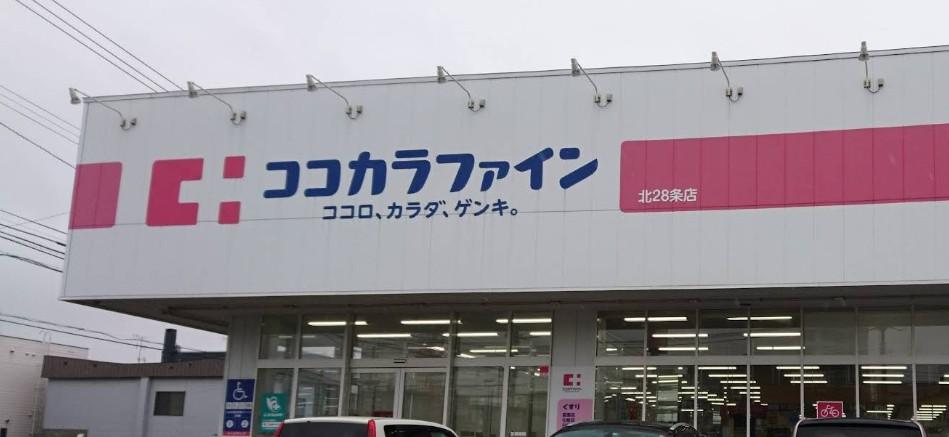 ココカラファイン
ココロ、カラダ、ゲンキ。
北28条店
くすり